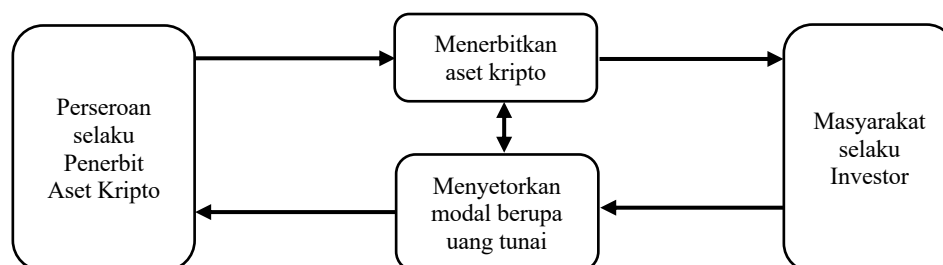 Perseroan
selaku
Penerbit
Aset Kripto
Menerbitkan
aset kripto
Menyetorkan
modal berupa
uang tunai
Masyarakat
selaku
Investor